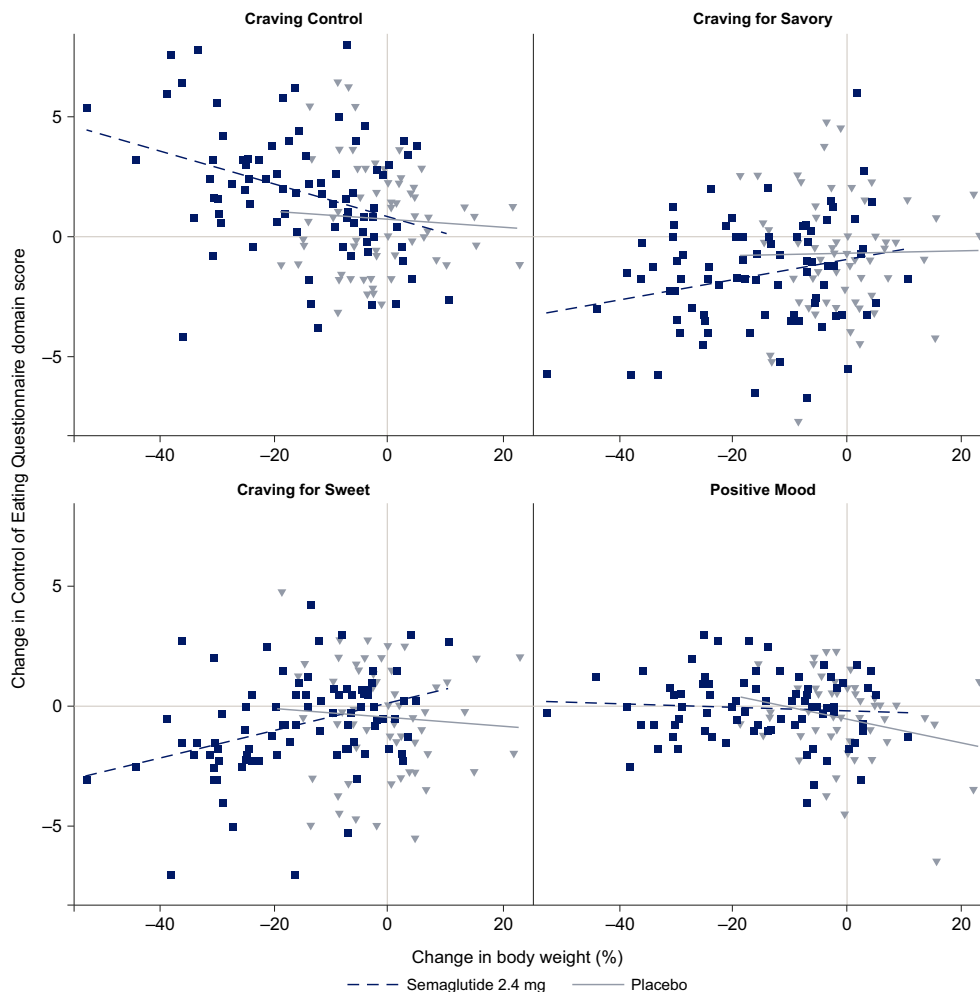 Craving Control
Craving for Savory
5
0
–5
–40
–20
0
20
–40
–20
0
20
Craving for Sweet
Positive Mood
5
0
–5
–40
–20
0
20
–40
–20
0
20
Change in Control of Eating Questionnaire domain score
Change in body weight (%)
Semaglutide 2.4 mg
Placebo